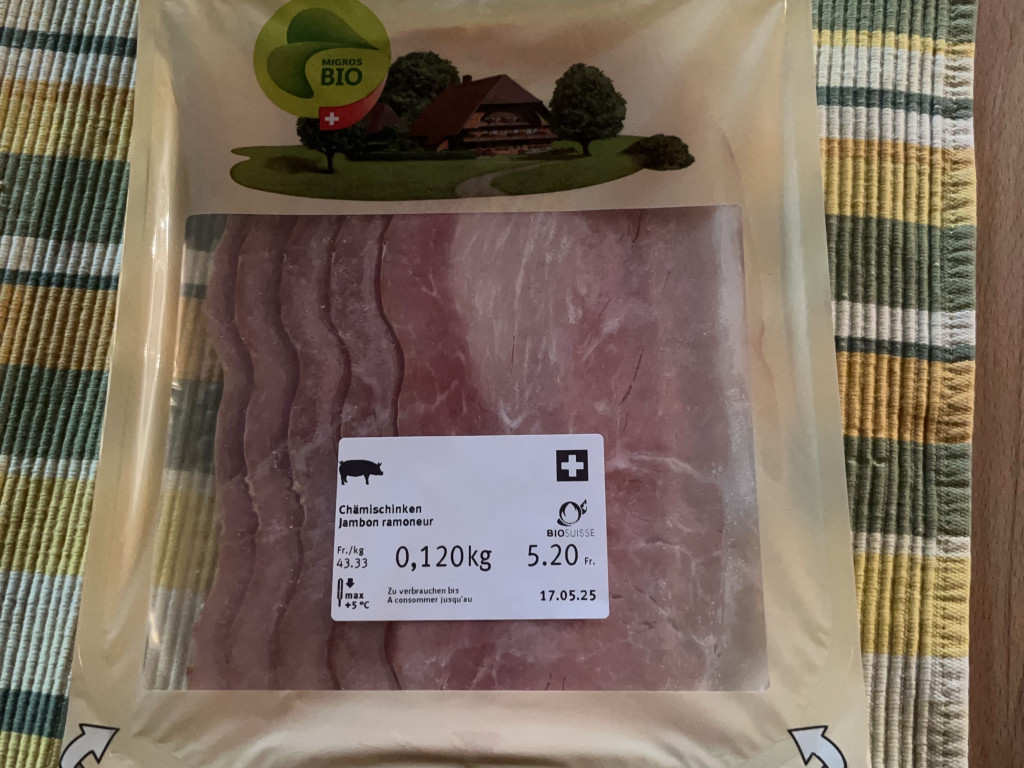 MIGROS
BIO
Chämischinken
Jambon ramoneur
BIOSUISSE
Fr./kg
43.33
0,120kg
5.20 Fr.
max
+5°C
Zu verbrauchen bis
A consommer jusqu'au
17.05.25